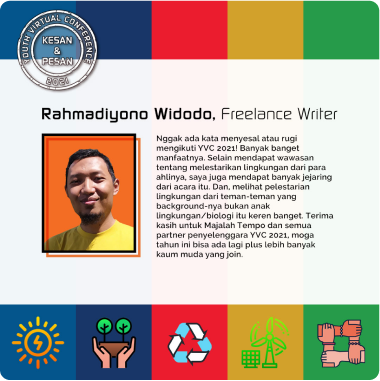 YOUTH VIRTUAL CONFERENCE
KESAN
&
PESAN
2021
Rahmadiyono Widodo, Freelance Writer
Nggak ada kata menyesal atau rugi
mengikuti YVC 2021! Banyak banget
manfaatnya. Selain mendapat wawasan
tentang melestarikan lingkungan dari para
ahlinya, saya juga mendapat banyak jejaring
dari acara itu. Dan, melihat pelestarian
lingkungan dari teman-teman yang
background-nya bukan anak
lingkungan/biologi itu keren banget. Terima
kasih untuk Majalah Tempo dan semua
partner penyelenggara YVC 2021, moga
tahun ini bisa ada lagi plus lebih banyak
kaum muda yang join.